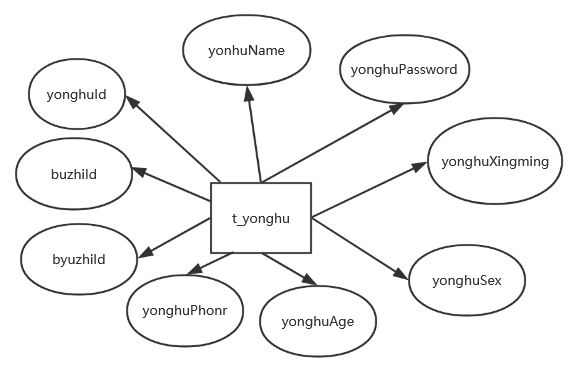 yonhuName
yonghuPassword
yonghuId
yonghuXingming
buzhiId
t_yonghu
byuzhiId
yonghuSex
yonghuPhonr
yonghuAge